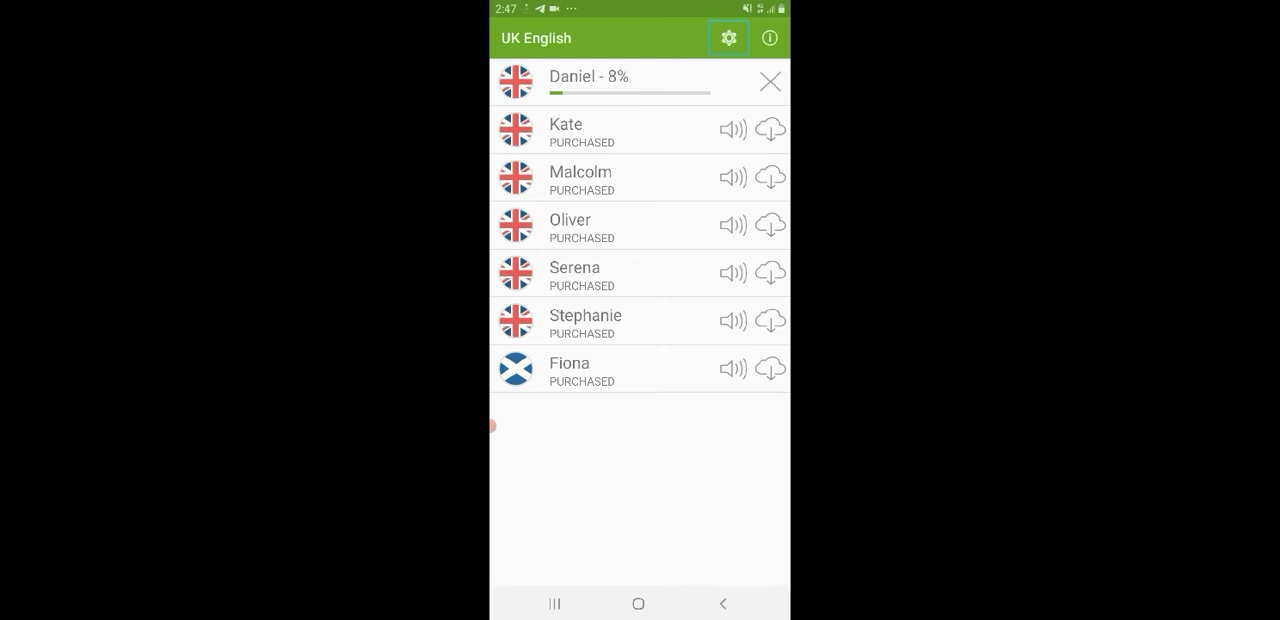 2:47
UK English
Daniel - 8%
Kate
PURCHASED
Malcolm
PURCHASED
Oliver
PURCHASED
Serena
PURCHASED
Stephanie
PURCHASED
Fiona
PURCHASED